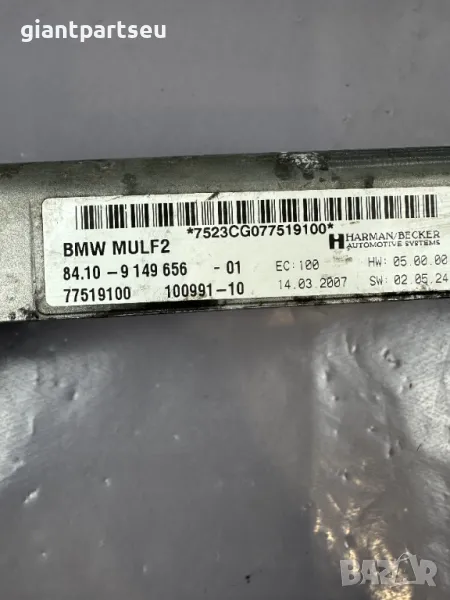 giantpartseu
*7523CG077519100*
BMW MULF2
HARMAN/BECKER
AUTOMOTIVE SYSTEMS
84.10 - 9 149 656 - 01
EC: 100
HW: 05.00.00
77519100 100991-10
14.03.2007
SW: 02.05.24
BAZAR